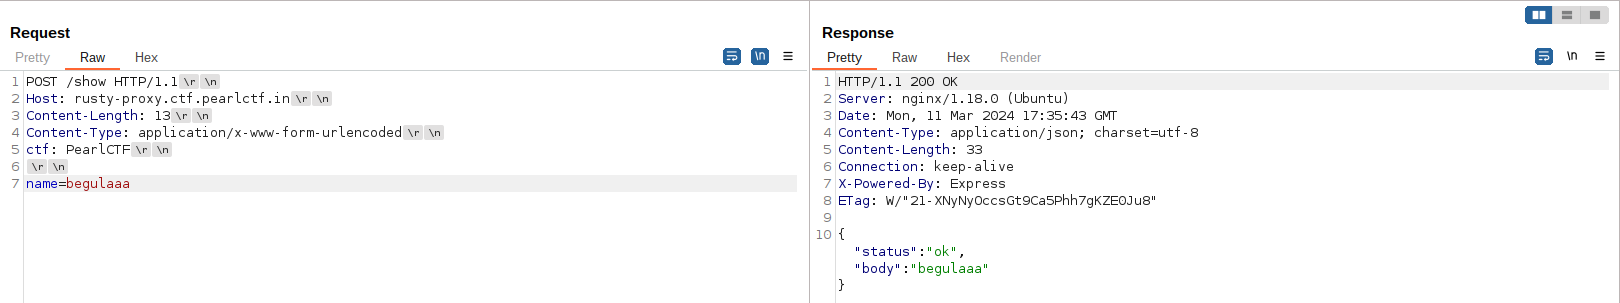 Request
Pretty Raw Hex \n
1 POST /show HTTP/1.1 \r \n
2 Host: rusty-proxy.ctf.pearlctf.in \r \n
3 Content-Length: 13 \r \n
4 Content-Type: application/x-www-form-urlencoded \r \n
5 ctf: PearlCTF \r \n
6 \r \n
7 name=begulaaa
Response
Pretty Raw Hex Render \n
1 HTTP/1.1 200 OK
2 Server: nginx/1.18.0 (Ubuntu)
3 Date: Mon, 11 Mar 2024 17:35:43 GMT
4 Content-Type: application/json; charset=utf-8
5 Content-Length: 33
6 Connection: keep-alive
7 X-Powered-By: Express
8 ETag: W/"21-XNyNyOccsGt9Ca5Phh7gKZE0Ju8"
9
10 {
"status":"ok",
"body":"begulaaa"
}